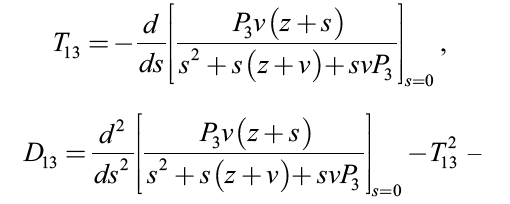 T_{13} = -\frac{d}{ds}\left[\frac{P_3 v(z+s)}{s^2+s(z+v)+svP_3}\right]_{s=0},
D_{13} = \frac{d^2}{ds^2}\left[\frac{P_3 v(z+s)}{s^2+s(z+v)+svP_3}\right]_{s=0} - T_{13}^2 -